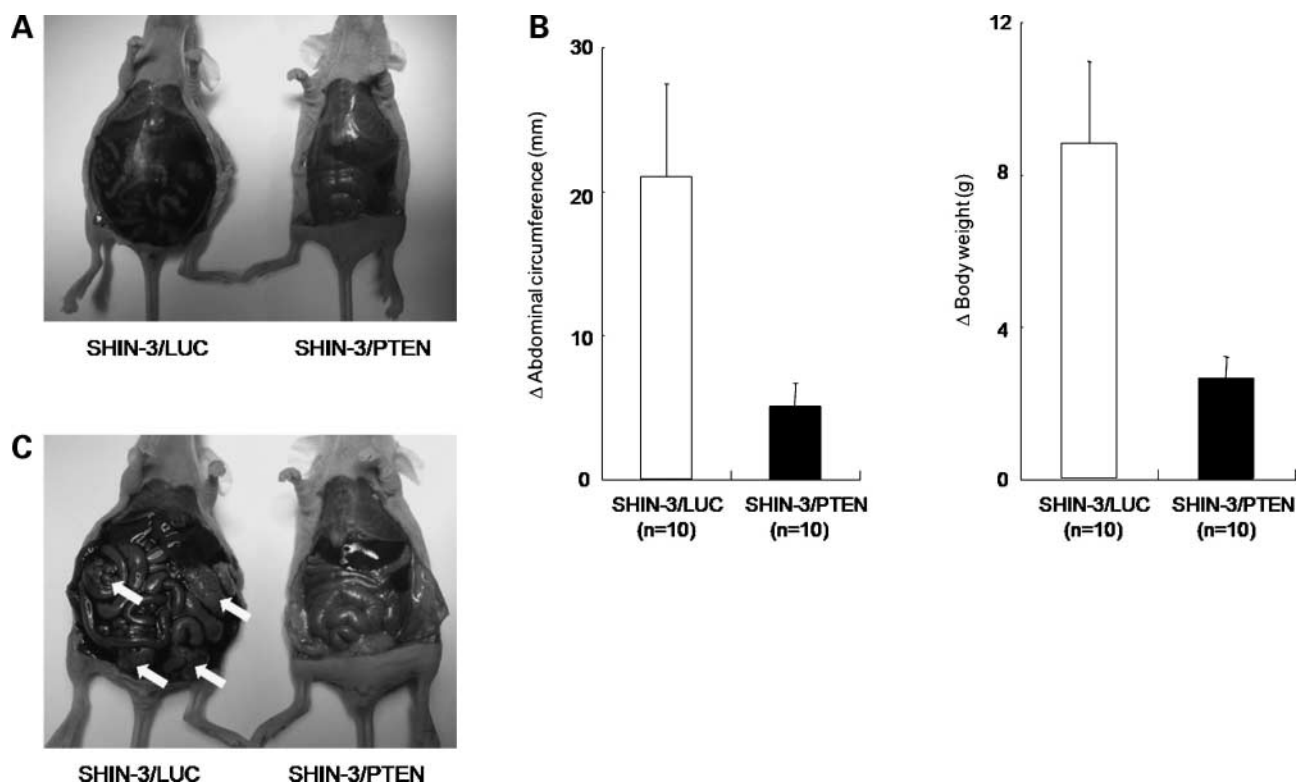 A
SHIN-3/LUC
SHIN-3/PTEN
B
30
20
10
0
Δ Abdominal circumference (mm)
SHIN-3/LUC
(n=10)
SHIN-3/PTEN
(n=10)
12
8
4
0
Δ Body weight (g)
SHIN-3/LUC
(n=10)
SHIN-3/PTEN
(n=10)
C
SHIN-3/LUC
SHIN-3/PTEN